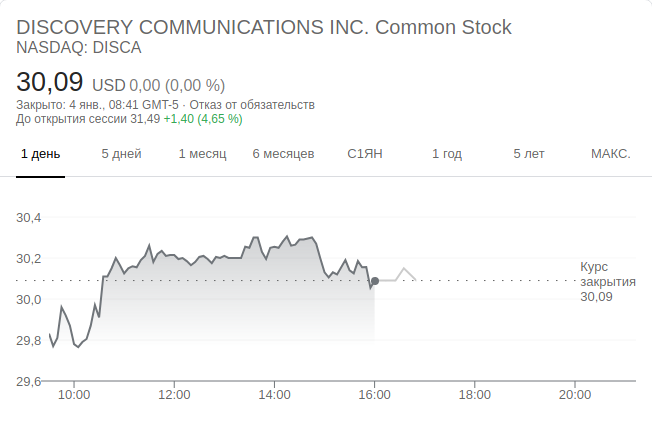 DISCOVERY COMMUNICATIONS INC. Common Stock
NASDAQ: DISCA
30,09 USD 0,00 (0,00 %)
Закрыто: 4 янв., 08:41 GMT-5 · Отказ от обязательств
До открытия сессии 31,49 +1,40 (4,65 %)
1 день 5 дней 1 месяц 6 месяцев С1ЯН 1 год 5 лет МАКС.
30,4
30,2
30,0
29,8
29,6
Курс
закрытия
30,09
10:00 12:00 14:00 16:00 18:00 20:00